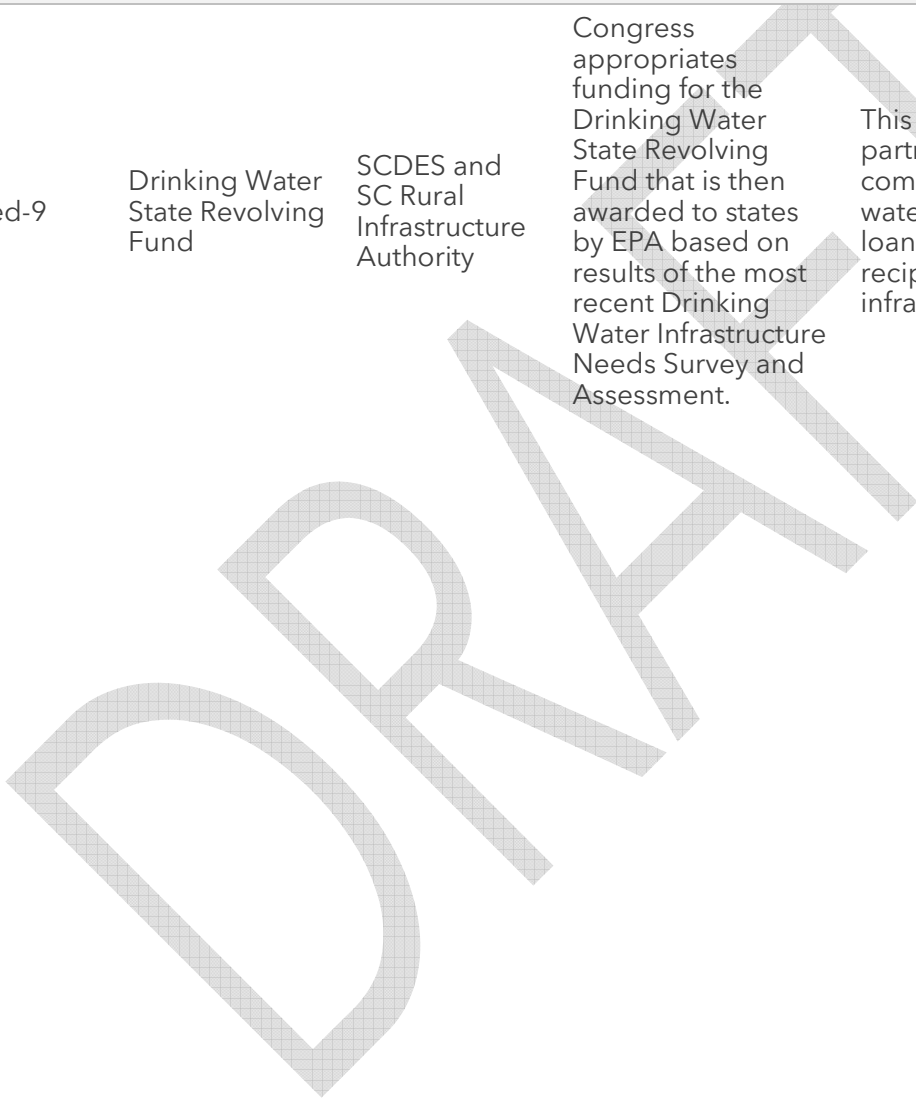 ed-9
Drinking Water
State Revolving
Fund
SCDES and
SC Rural
Infrastructure
Authority
Congress
appropriates
funding for the
Drinking Water
State Revolving
Fund that is then
awarded to states
by EPA based on
results of the most
recent Drinking
Water Infrastructure
Needs Survey and
Assessment.
This
partr
com
wate
loan
recip
infra
DRAFT